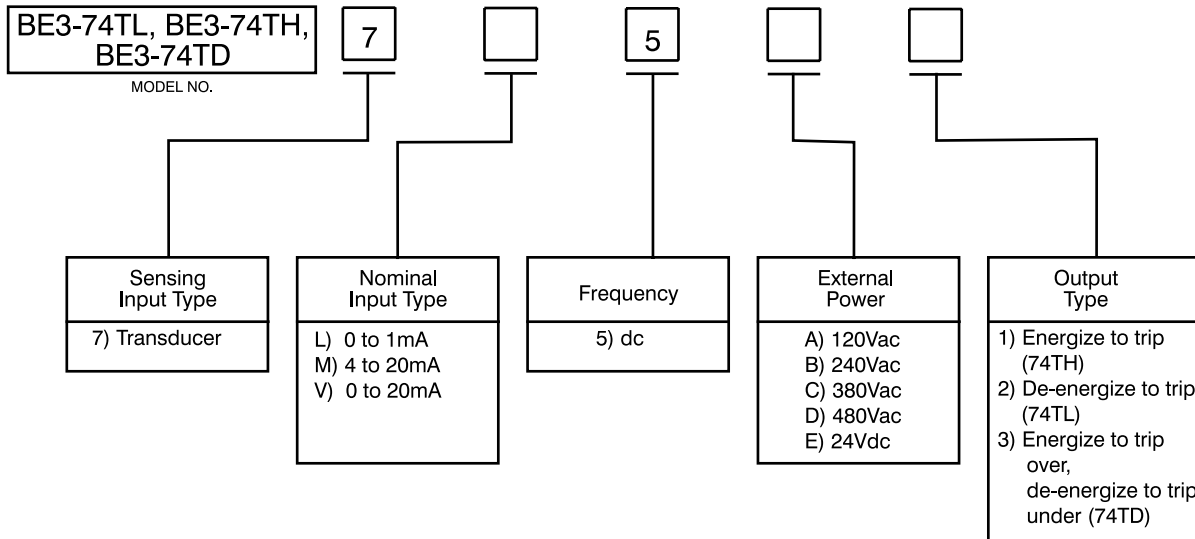 BE3-74TL, BE3-74TH,
BE3-74TD
7
5
MODEL NO.
Sensing
Input Type
7) Transducer
Nominal
Input Type
L) 0 to 1mA
M) 4 to 20mA
V) 0 to 20mA
Frequency
5) dc
External
Power
A) 120Vac
B) 240Vac
C) 380Vac
D) 480Vac
E) 24Vdc
Output
Type
1) Energize to trip
(74TH)
2) De-energize to trip
(74TL)
3) Energize to trip
over,
de-energize to trip
under (74TD)